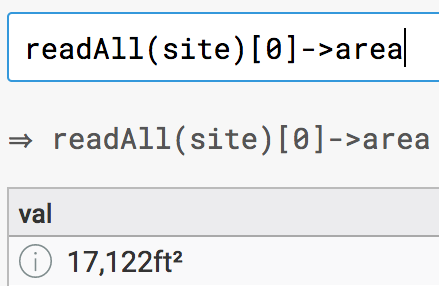 readAll(site)[0]->area
⇒ readAll(site)[0]->area
val
i 17,122ft²